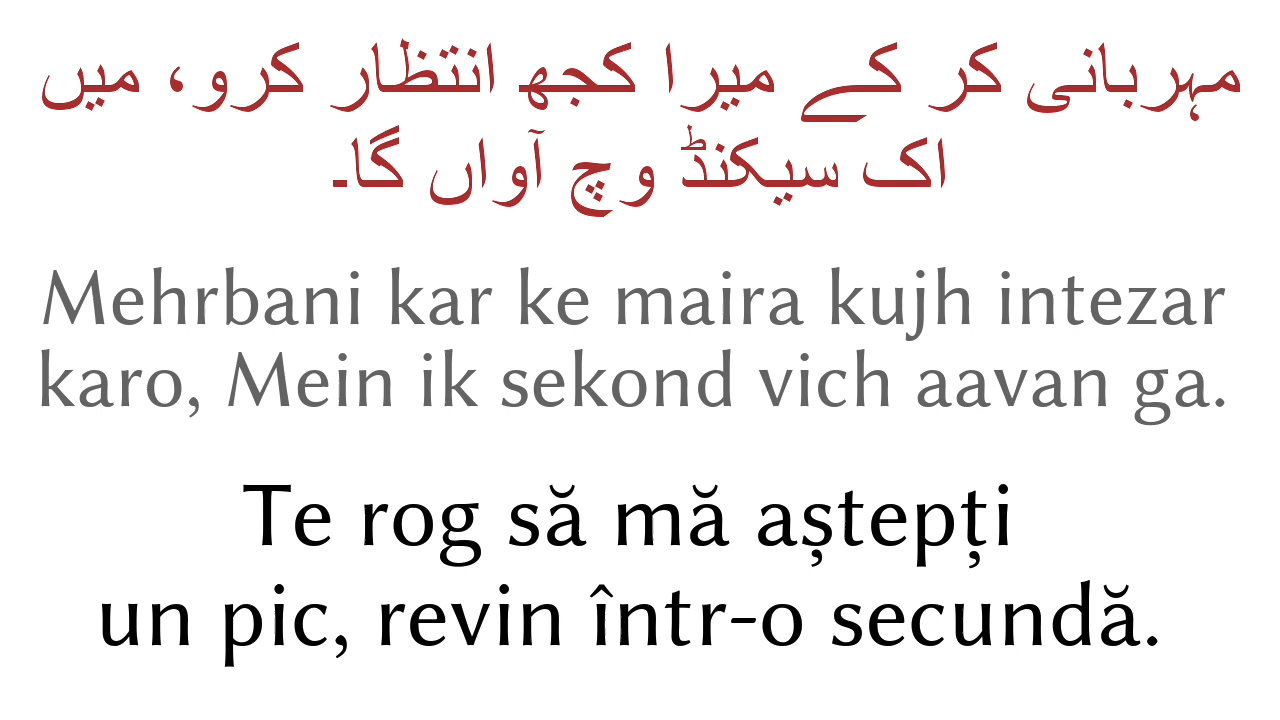 مہربانی کر کے میرا کجھ انتظار کرو، میں
اک سیکنڈ وچ آواں گا۔
Mehrbani kar ke maira kujh intezar
karo, Mein ik sekond vich aavan ga.
Te rog să mă aștepți
un pic, revin într-o secundă.